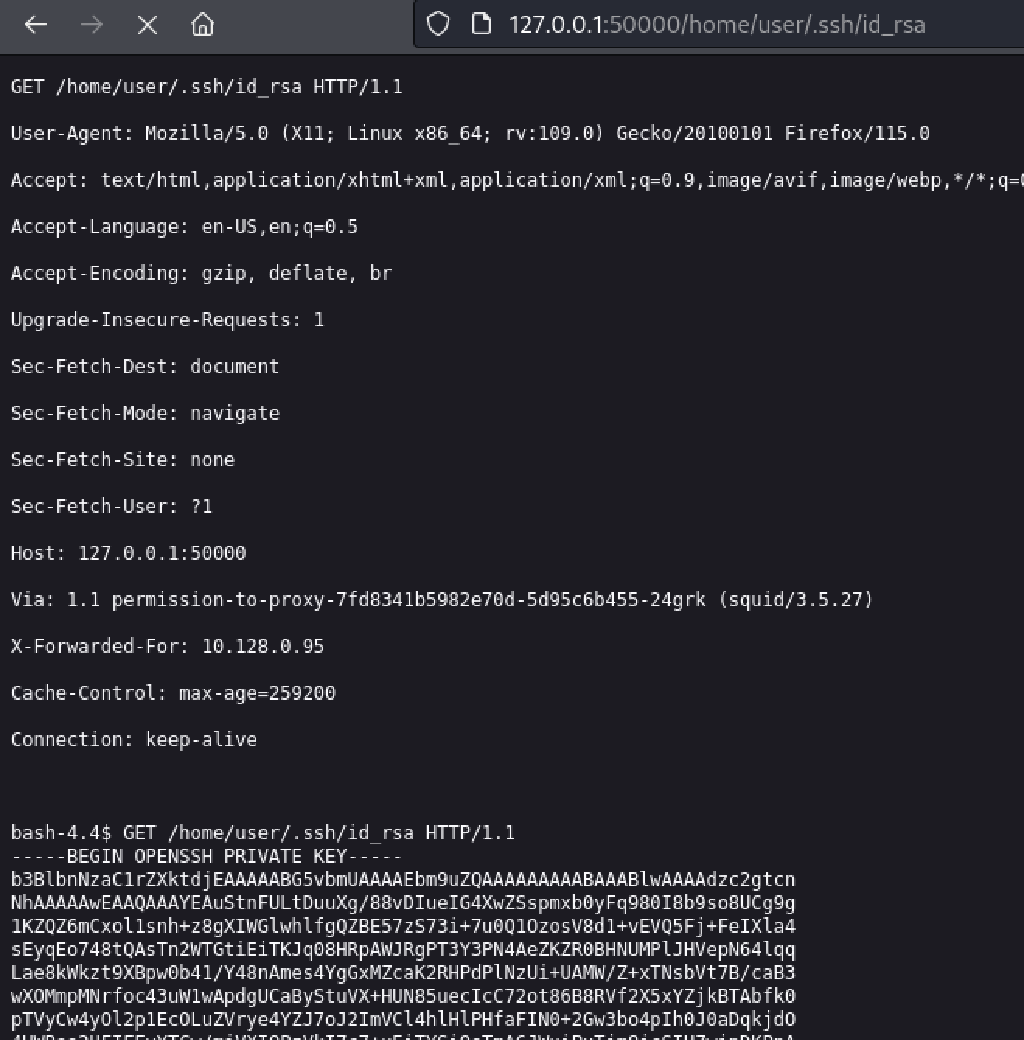 127.0.0.1:50000/home/user/.ssh/id_rsa
GET /home/user/.ssh/id_rsa HTTP/1.1
User-Agent: Mozilla/5.0 (X11; Linux x86_64; rv:109.0) Gecko/20100101 Firefox/115.0
Accept: text/html,application/xhtml+xml,application/xml;q=0.9,image/avif,image/webp,*/*;q=0
Accept-Language: en-US,en;q=0.5
Accept-Encoding: gzip, deflate, br
Upgrade-Insecure-Requests: 1
Sec-Fetch-Dest: document
Sec-Fetch-Mode: navigate
Sec-Fetch-Site: none
Sec-Fetch-User: ?1
Host: 127.0.0.1:50000
Via: 1.1 permission-to-proxy-7fd8341b5982e70d-5d95c6b455-24grk (squid/3.5.27)
X-Forwarded-For: 10.128.0.95
Cache-Control: max-age=259200
Connection: keep-alive
bash-4.4$ GET /home/user/.ssh/id_rsa HTTP/1.1
-----BEGIN OPENSSH PRIVATE KEY-----
b3BlbnNzaC1rZXktdjEAAAAABG5vbmUAAAAEbm9uZQAAAAAAAAABAAABlwAAAAdzc2gtcn
NhAAAAAwEAAQAAAYEAuStnFULtDuuXg/88vDIueIG4XwZSspmxb0yFq980I8b9so8UCg9g
1KZQZ6mCxol1snh+z8gXIWGlwhlfgQZBE57zS73i+7u0Q1OzosV8d1+vEVQ5Fj+FeIXla4
sEyqEo748tQAsTn2WTGtiEiTKJq08HRpAWJRgPT3Y3PN4AeZKZR0BHNUMPlJHVepN64lqq
Lae8kWkzt9XBpw0b41/Y48nAmes4YgGxMZcaK2RHPdPlNzUi+UAMW/Z+xTNsbVt7B/caB3
wXOMmpMNrfoc43uW1wApdgUCaByStuVX+HUN85uecIcC72ot86B8RVf2X5xYZjkBTAbfk0
pTVyCw4yOl2p1EcOLuZVrye4YZJ7oJ2ImVCl4hlHlPHfaFIN0+2Gw3bo4pIh0J0aDqkjdO